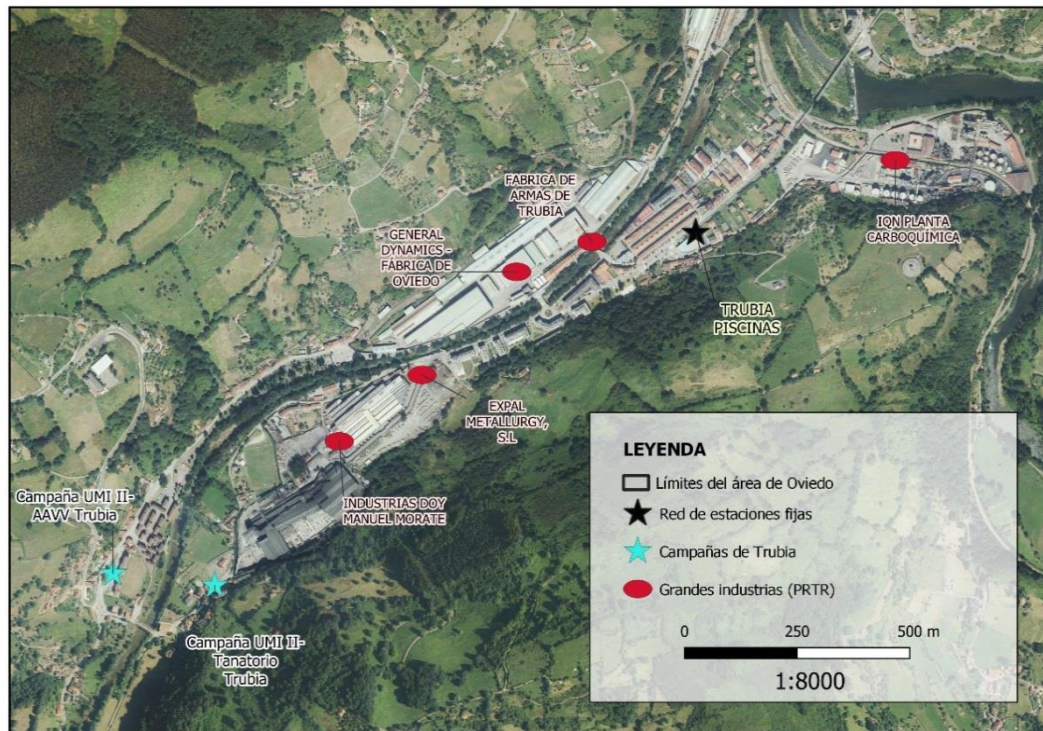 FÁBRICA DE
ARMAS DE
TRUBIA
GENERAL
DYNAMICS -
FÁBRICA DE
OVIEDO
IQN PLANTA
CARBOQUÍMICA
TRUBIA
PISCINAS
EXPAL
METALLURGY,
S.L
INDUSTRIAS DOY
MANUEL MORATE
Campaña UMI II-
AAVV Trubia
Campaña UMI II-
Tanatorio
Trubia
LEYENDA
Límites del área de Oviedo
Red de estaciones fijas
Campañas de Trubia
Grandes industrias (PRTR)
0 250 500 m
1:8000